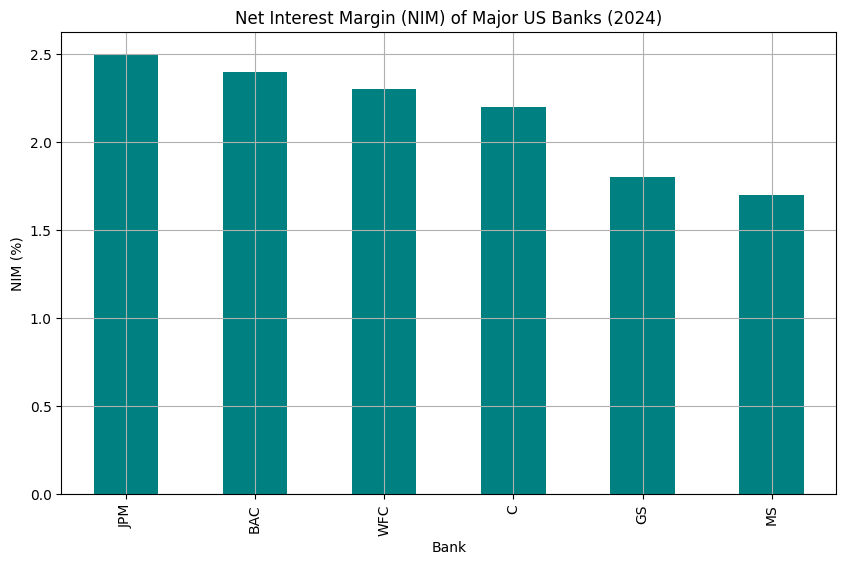 Net Interest Margin (NIM) of Major US Banks (2024)
2.5
2.0
1.5
1.0
0.5
0.0
NIM (%)
JPM
BAC
WFC
C
GS
MS
Bank